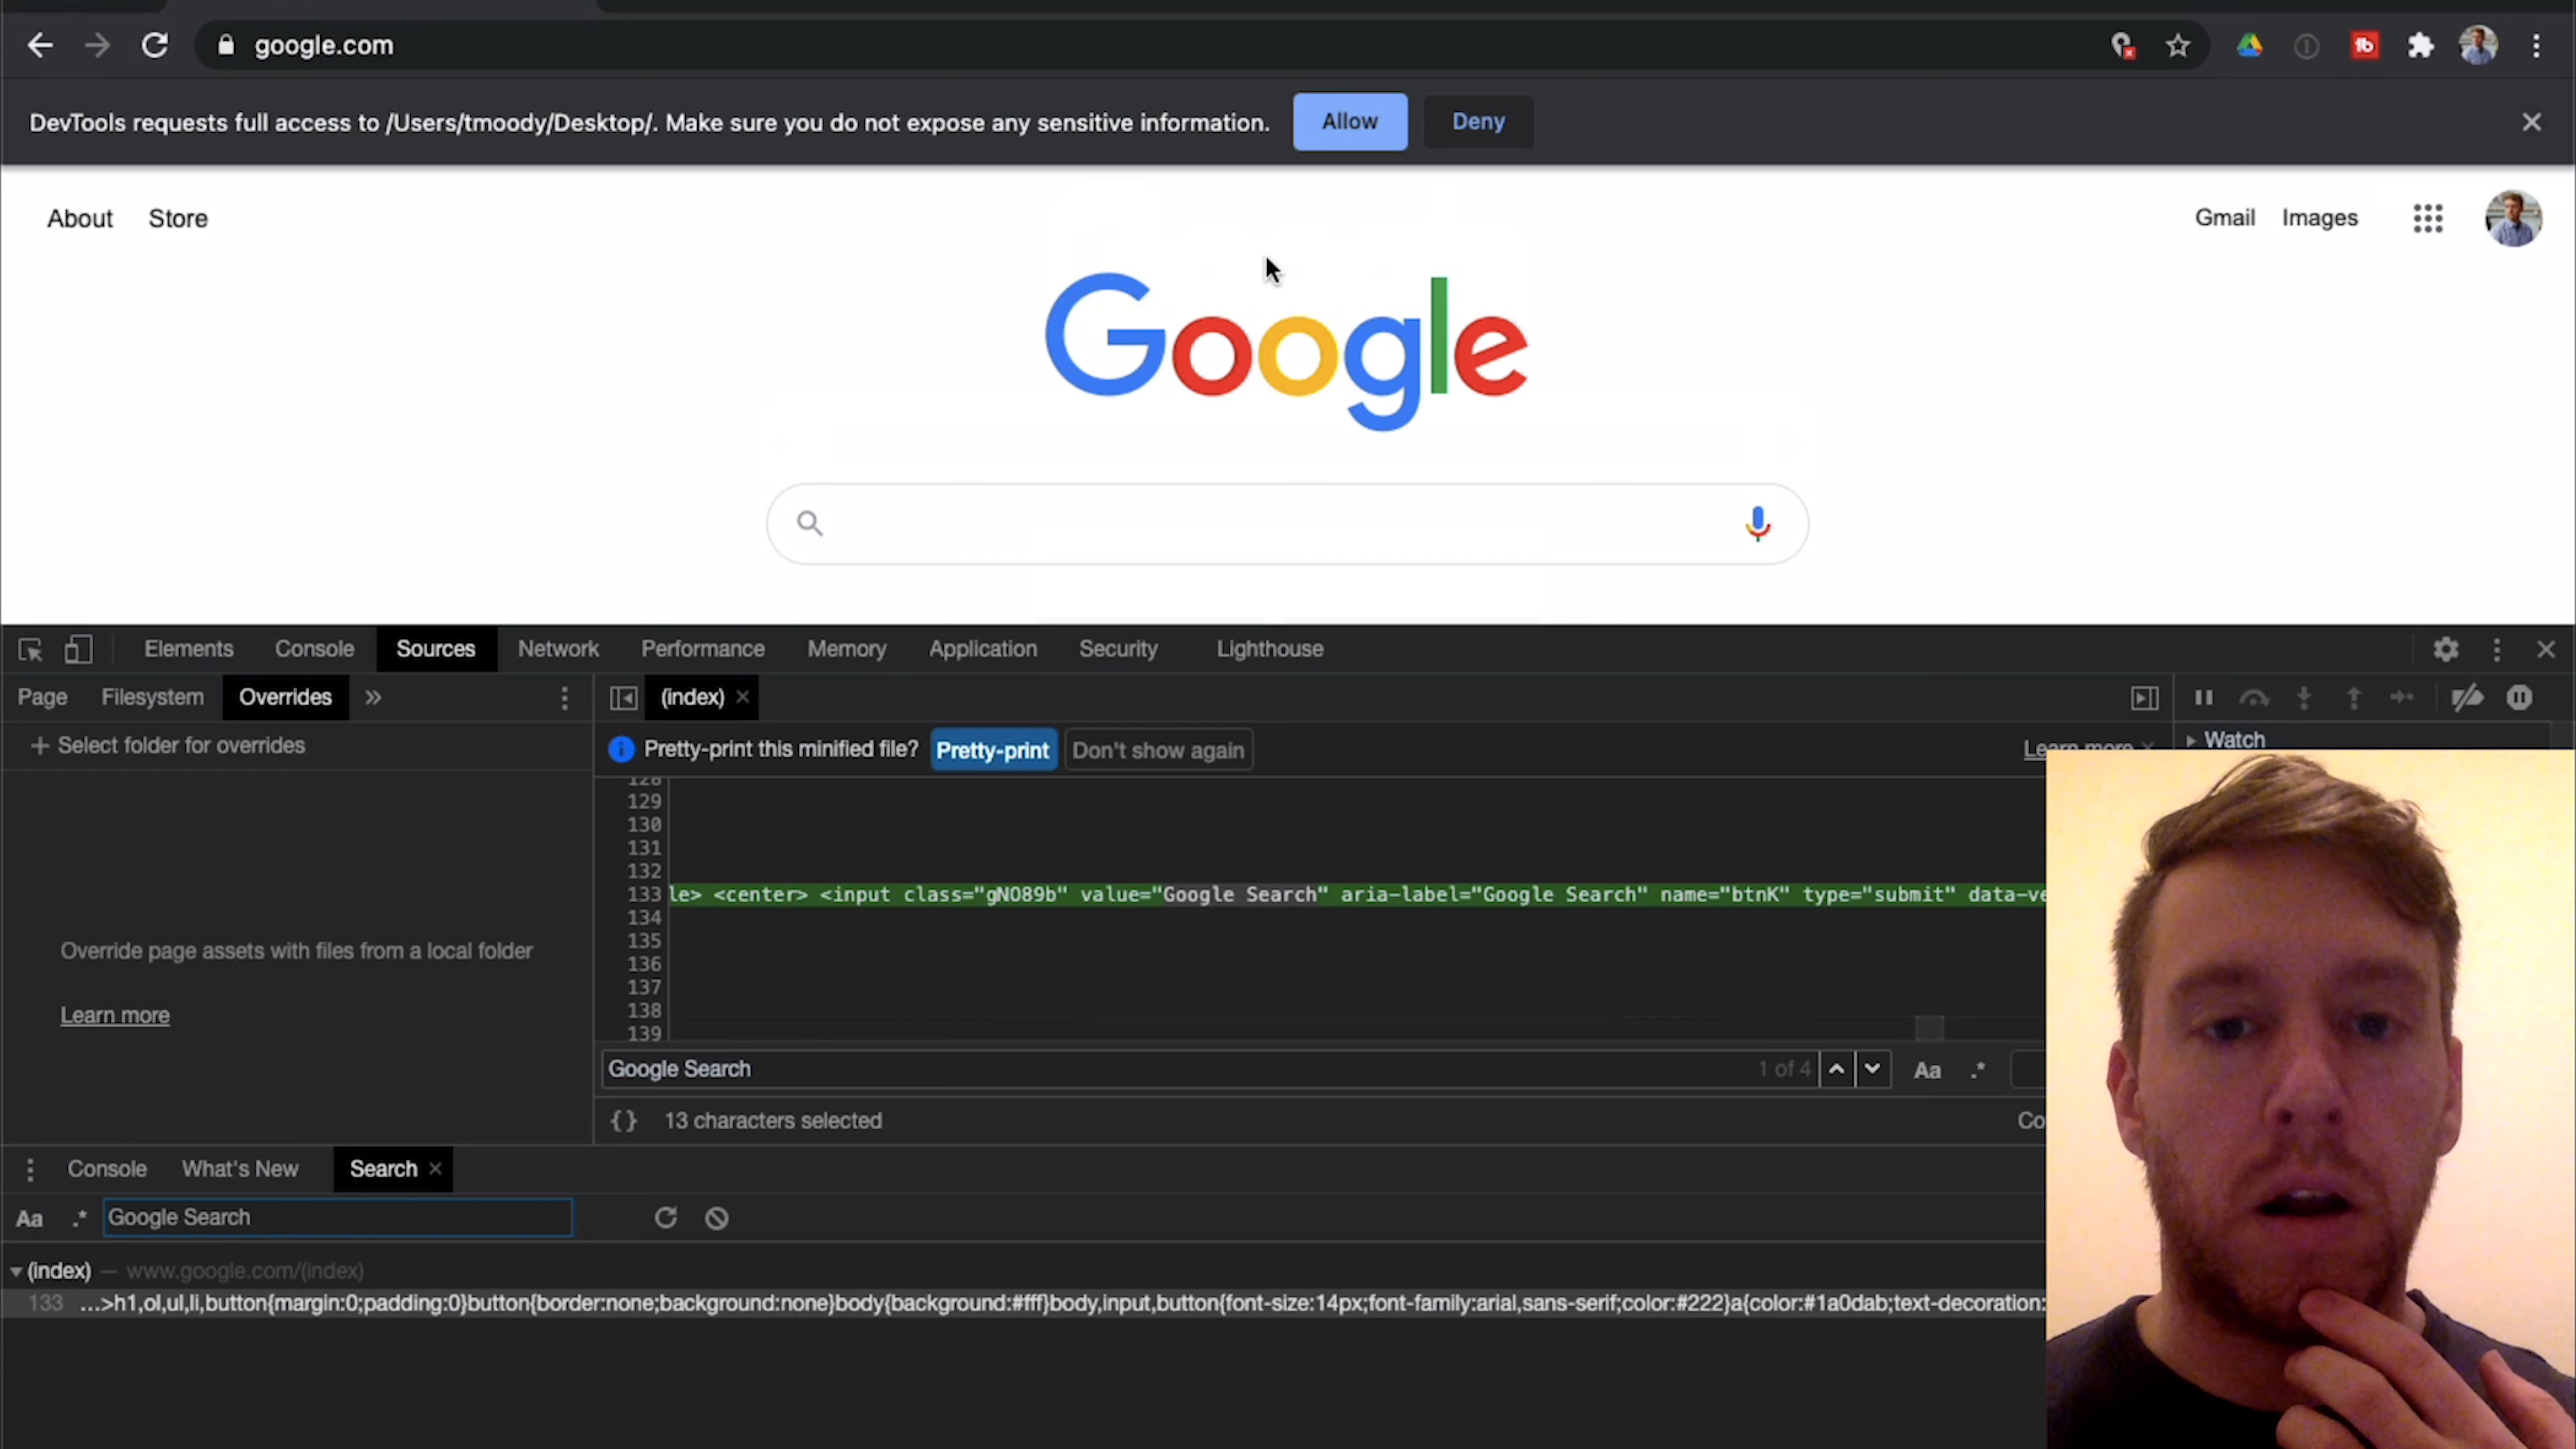 google.com
DevTools requests full access to /Users/tmoody/Desktop/. Make sure you do not expose any sensitive information. Allow Deny
About Store Gmail Images
Google
Elements Console Sources Network Performance Memory Application Security Lighthouse
Page Filesystem Overrides » (index)
+ Select folder for overrides
Pretty-print this minified file? Pretty-print Don't show again Learn more
Watch
128
129
130
131
132
133 le> <center> <input class="gNO89b" value="Google Search" aria-label="Google Search" name="btnK" type="submit" data-ve
134
135
136
137
138
139
Override page assets with files from a local folder
Learn more
Google Search 1 of 4 Aa .*
{} 13 characters selected Co
Console What's New Search
Aa .* Google Search
(index) — www.google.com/(index)
133 ...>h1,ol,ul,li,button{margin:0;padding:0}button{border:none;background:none}body{background:#fff}body,input,button{font-size:14px;font-family:arial,sans-serif;color:#222}a{color:#1a0dab;text-decoration: